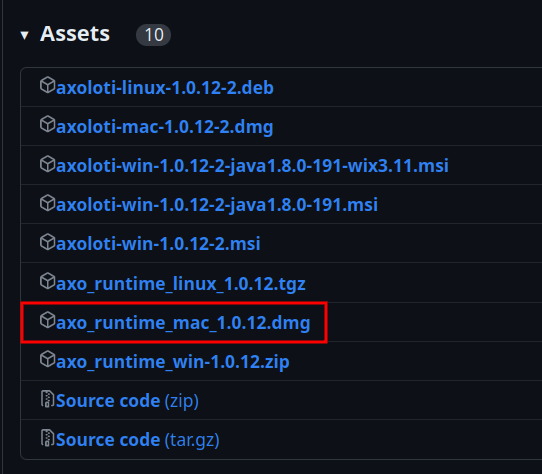 Assets 10
axoloti-linux-1.0.12-2.deb
axoloti-mac-1.0.12-2.dmg
axoloti-win-1.0.12-2-java1.8.0-191-wix3.11.msi
axoloti-win-1.0.12-2-java1.8.0-191.msi
axoloti-win-1.0.12-2.msi
axo_runtime_linux_1.0.12.tgz
axo_runtime_mac_1.0.12.dmg
axo_runtime_win-1.0.12.zip
Source code (zip)
Source code (tar.gz)